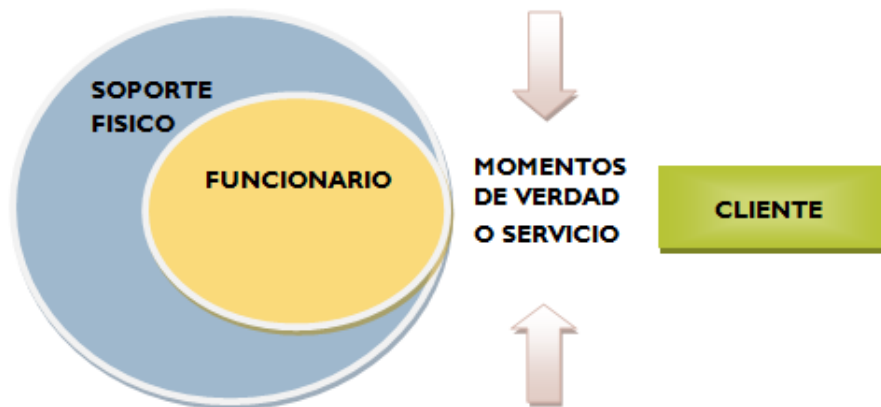 SOPORTE
FISICO
FUNCIONARIO
MOMENTOS
DE VERDAD
O SERVICIO
CLIENTE